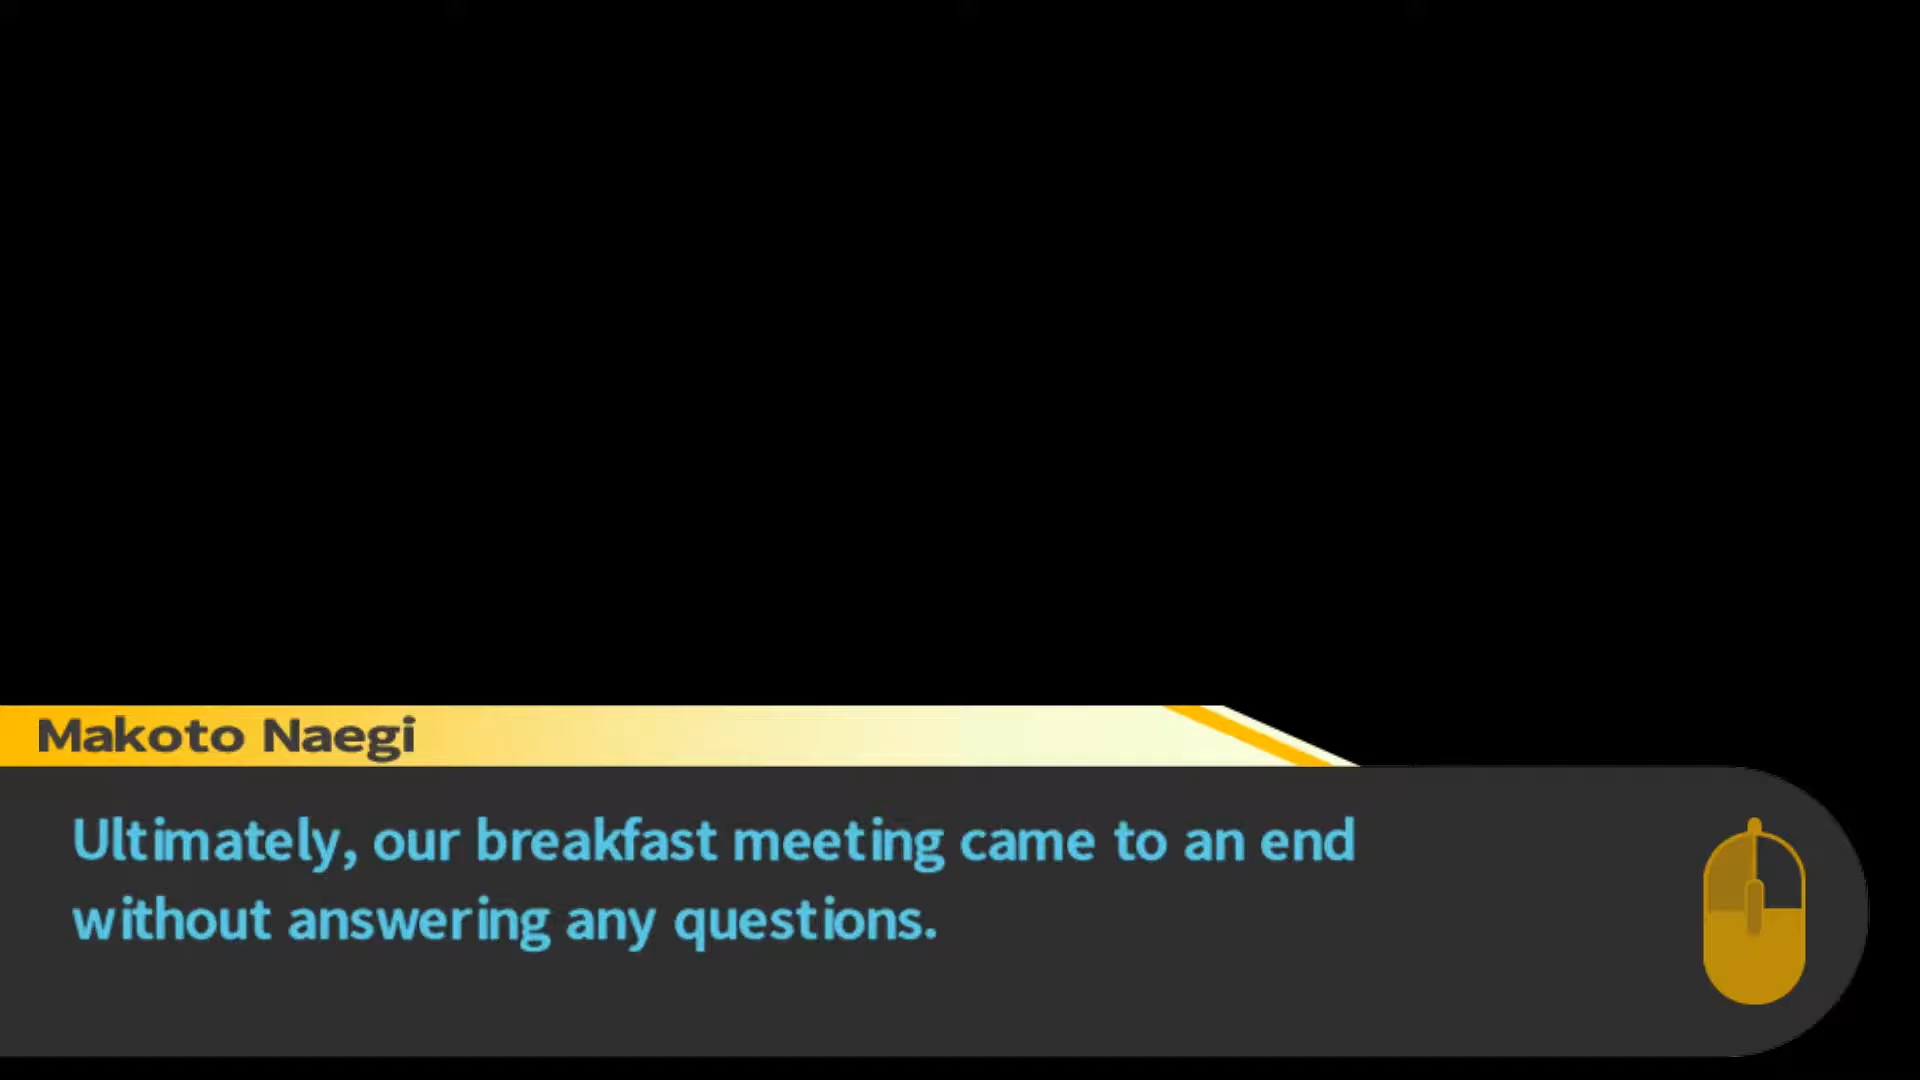 Makoto Naegi
Ultimately, our breakfast meeting came to an end
without answering any questions.